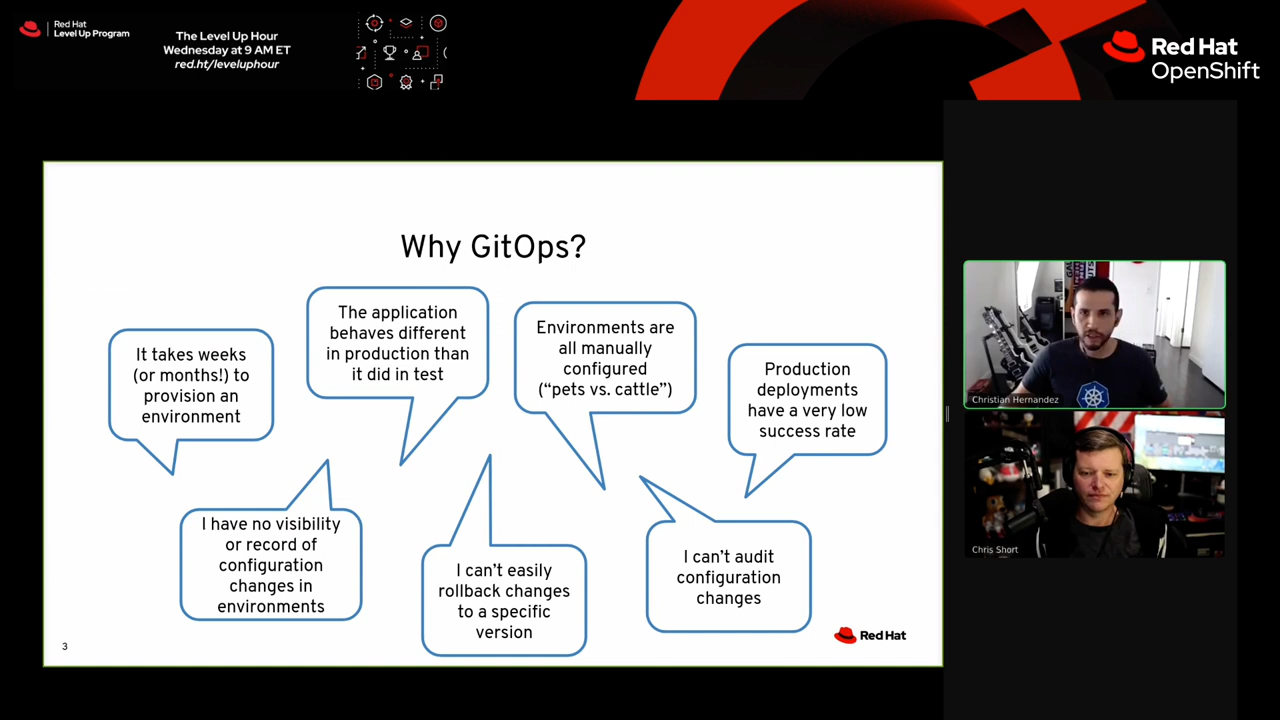 Red Hat
Level Up Program
The Level Up Hour
Wednesday at 9 AM ET
red.ht/leveluphour
Red Hat
OpenShift
Why GitOps?
It takes weeks
(or months!) to
provision an
environment
The application
behaves different
in production than
it did in test
Environments are
all manually
configured
(“pets vs. cattle”)
Production
deployments
have a very low
success rate
I have no visibility
or record of
configuration
changes in
environments
I can’t easily
rollback changes
to a specific
version
I can’t audit
configuration
changes
3
Red Hat
Christian Hernandez
Chris Short